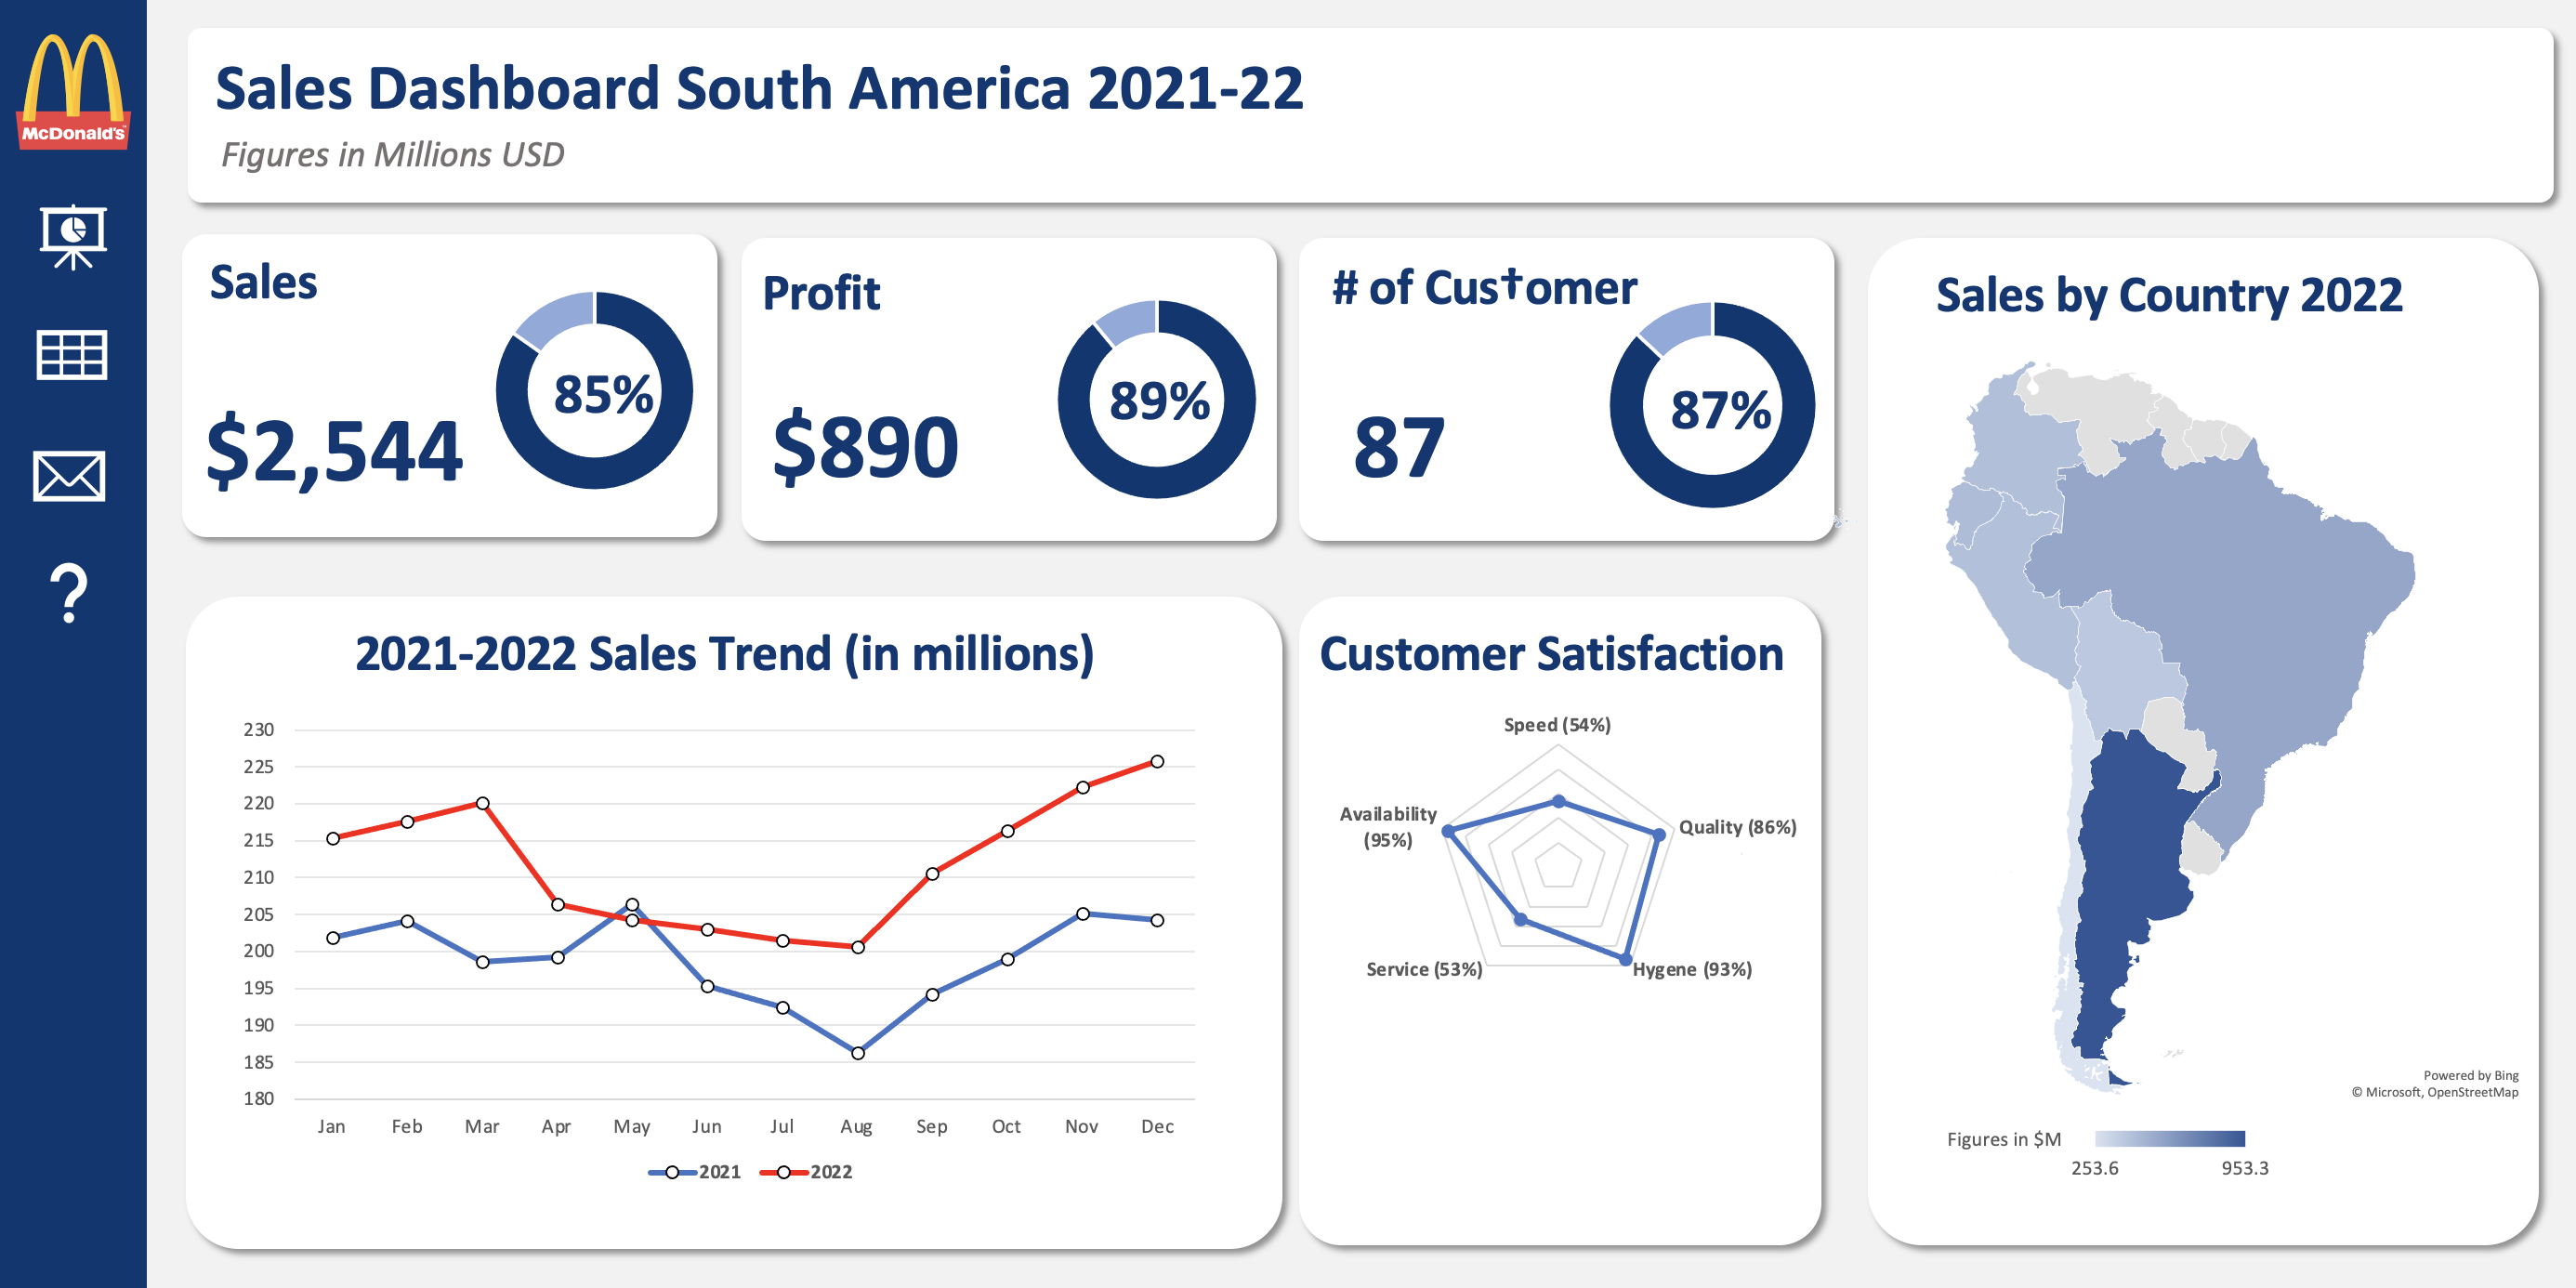 McDonald's
Sales Dashboard South America 2021-22
Figures in Millions USD
Sales
$2,544
85%
Profit
$890
89%
# of Cus†omer
87
87%
2021-2022 Sales Trend (in millions)
230
225
220
215
210
205
200
195
190
185
180
Jan Feb Mar Apr May Jun Jul Aug Sep Oct Nov Dec
2021 2022
Customer Satisfaction
Speed (54%)
Quality (86%)
Hygene (93%)
Service (53%)
Availability
(95%)
Sales by Country 2022
Powered by Bing
© Microsoft, OpenStreetMap
Figures in $M
253.6 953.3